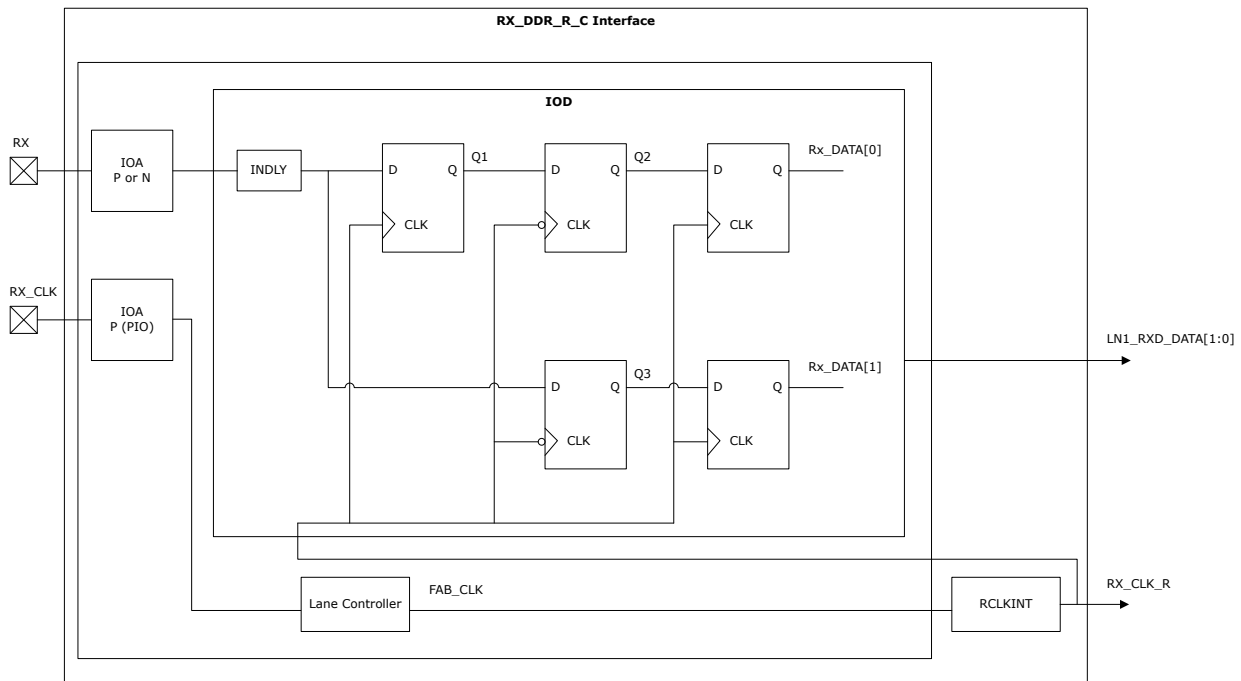 RX_DDR_R_C Interface
IOD
RX
IOA
P or N
INDLY
D
Q
CLK
Q1
D
Q
CLK
Q2
D
Q
CLK
Rx_DATA[0]
RX_CLK
IOA
P (PIO)
D
Q
CLK
Q3
D
Q
CLK
Rx_DATA[1]
LN1_RXD_DATA[1:0]
Lane Controller
FAB_CLK
RCLKINT
RX_CLK_R